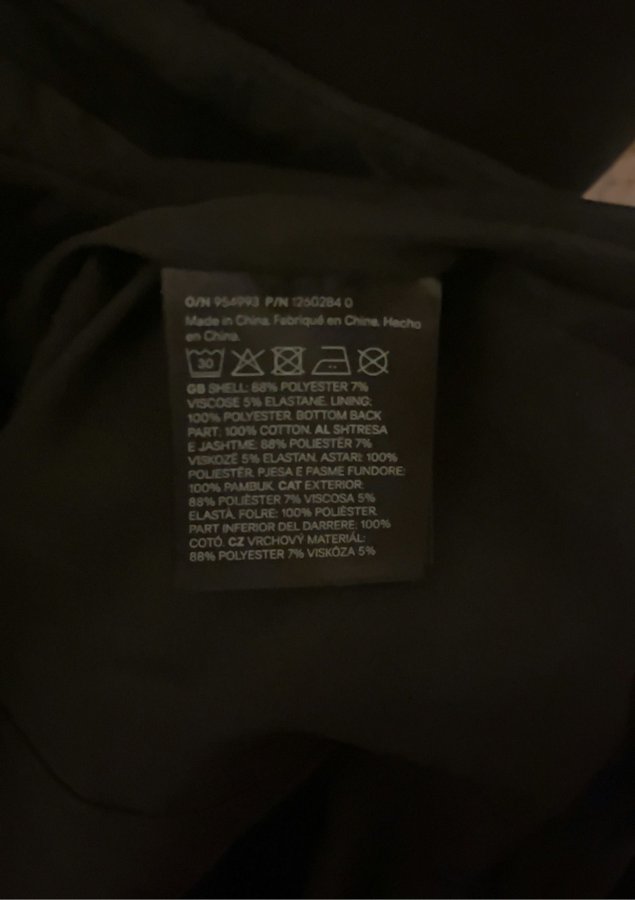 O/N 954993 P/N 1260284 0
Made in China. Fabriqué en Chine. Hecho
en China.
30
GB SHELL: 88% POLYESTER 7%
VISCOSE 5% ELASTANE. LINING:
100% POLYESTER. BOTTOM BACK
PART: 100% COTTON. AL SHTRESA
E JASHTME: 88% POLIESTËR 7%
VISKOZË 5% ELASTAN. ASTARI: 100%
POLIESTËR. PJESA E PASME FUNDORE:
100% PAMBUK. CAT EXTERIOR:
88% POLIÈSTER 7% VISCOSA 5%
ELASTÀ. FOLRE: 100% POLIÈSTER.
PART INFERIOR DEL DARRERE: 100%
COTÓ. CZ VRCHOVÝ MATERIÁL:
88% POLYESTER 7% VISKÓZA 5%